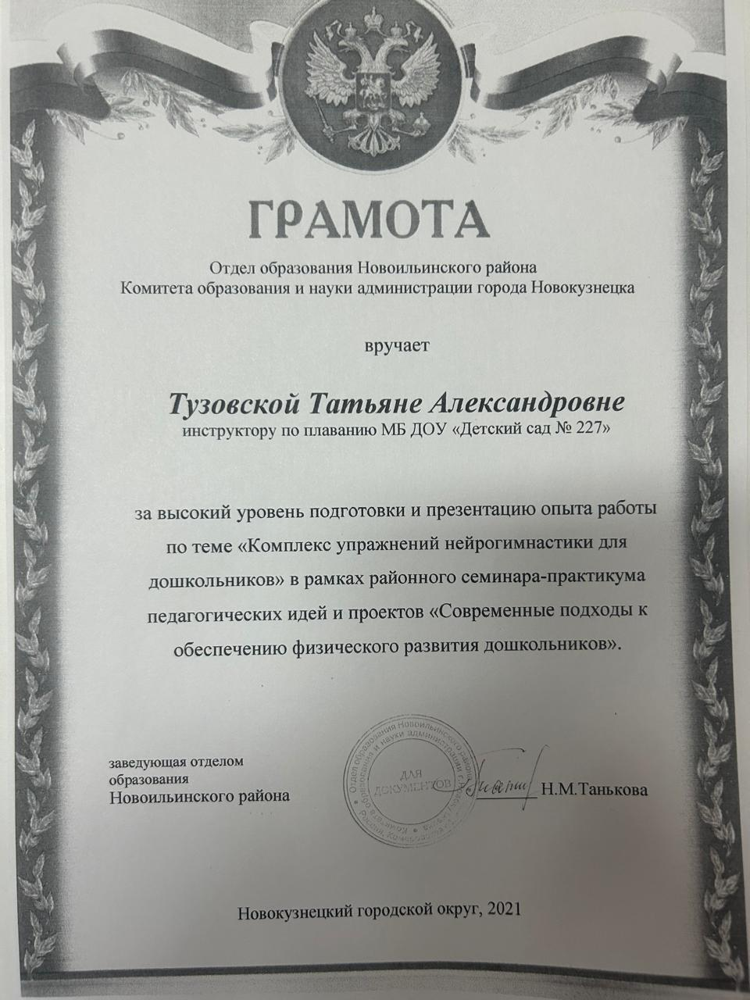 ГРАМОТА
Отдел образования Новоильинского района
Комитета образования и науки администрации города Новокузнецка
вручает
Тузовской Татьяне Александровне
инструктору по плаванию МБ ДОУ «Детский сад № 227»
за высокий уровень подготовки и презентацию опыта работы
по теме «Комплекс упражнений нейрогимнастики для
дошкольников» в рамках районного семинара-практикума
педагогических идей и проектов «Современные подходы к
обеспечению физического развития дошкольников».
заведующая отделом
образования
Новоильинского района
Отдел образования Новоильинского района
образования и науки администрации г.
ДЛЯ
ДОКУМЕНТОВ
Н.М.Танькова
Новокузнецкий городской округ, 2021